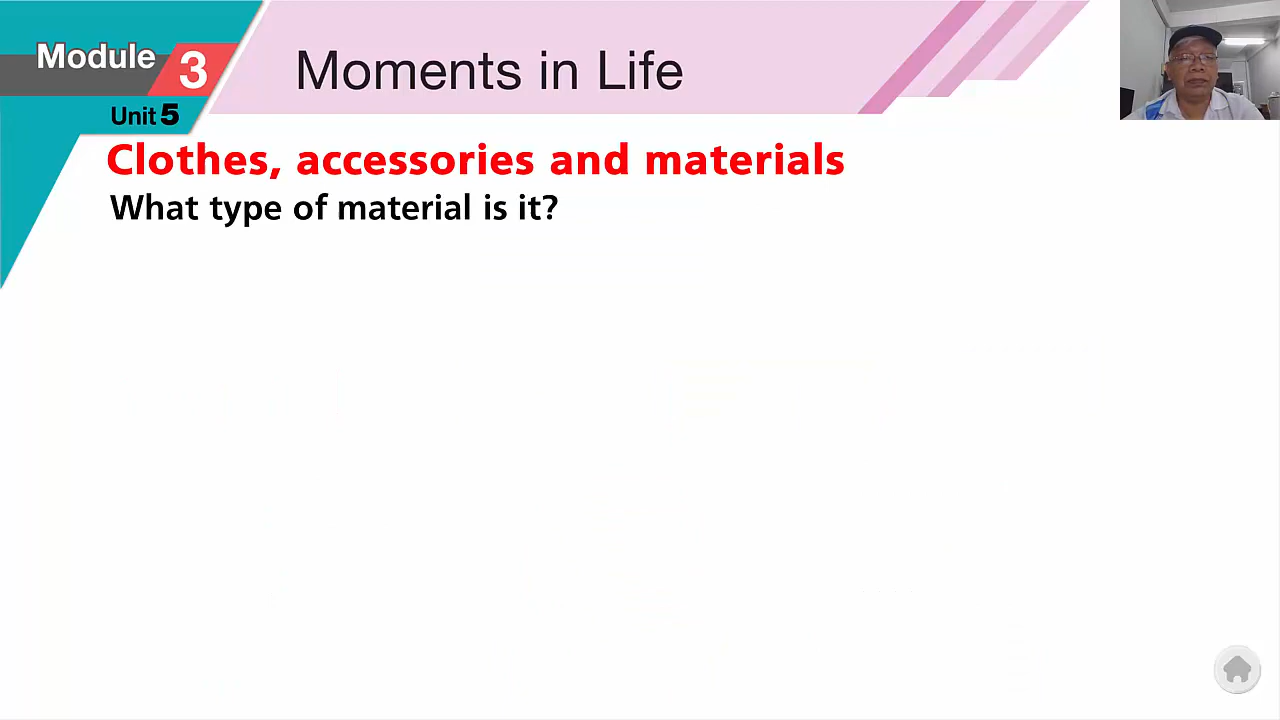 Module 3
Moments in Life
Unit 5
Clothes, accessories and materials
What type of material is it?